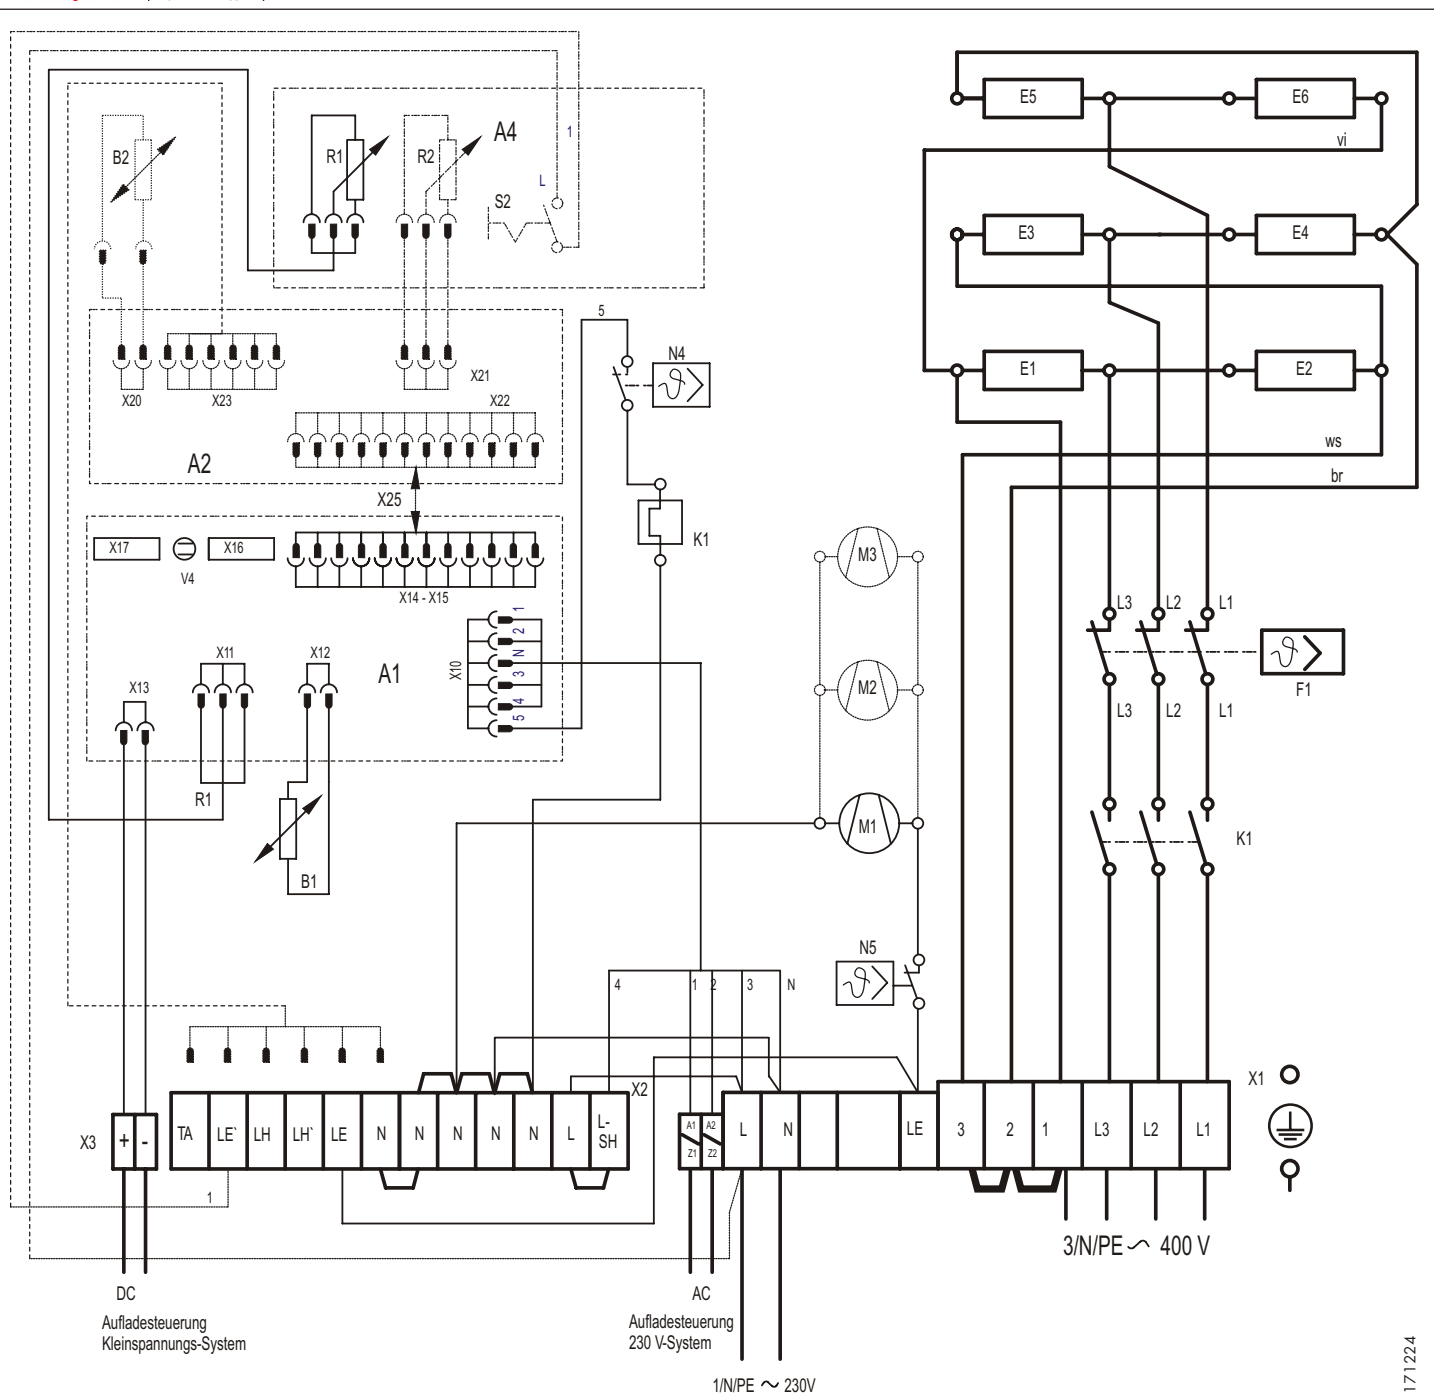 E5
E6
vi
B2
R1
R2
A4
1
L
S2
E3
E4
5
N4
E1
E2
X20
X23
X21
X22
A2
ws
br
X25
K1
X17
V4
X16
X14 - X15
M3
L3
L2
L1
X10
1
2
N
3
4
5
X11
X12
A1
X13
M2
F1
L3
L2
L1
R1
B1
M1
K1
N5
4
1
2
3
N
X2
X1
X3
+
-
TA
LE`
LH
LH`
LE
N
N
N
N
N
L
L-
SH
A1
Z1
A2
Z2
L
N
LE
3
2
1
L3
L2
L1
1
3/N/PE ~ 400 V
DC
Aufladesteuerung
Kleinspannungs-System
AC
Aufladesteuerung
230 V-System
1/N/PE ~ 230V
171224